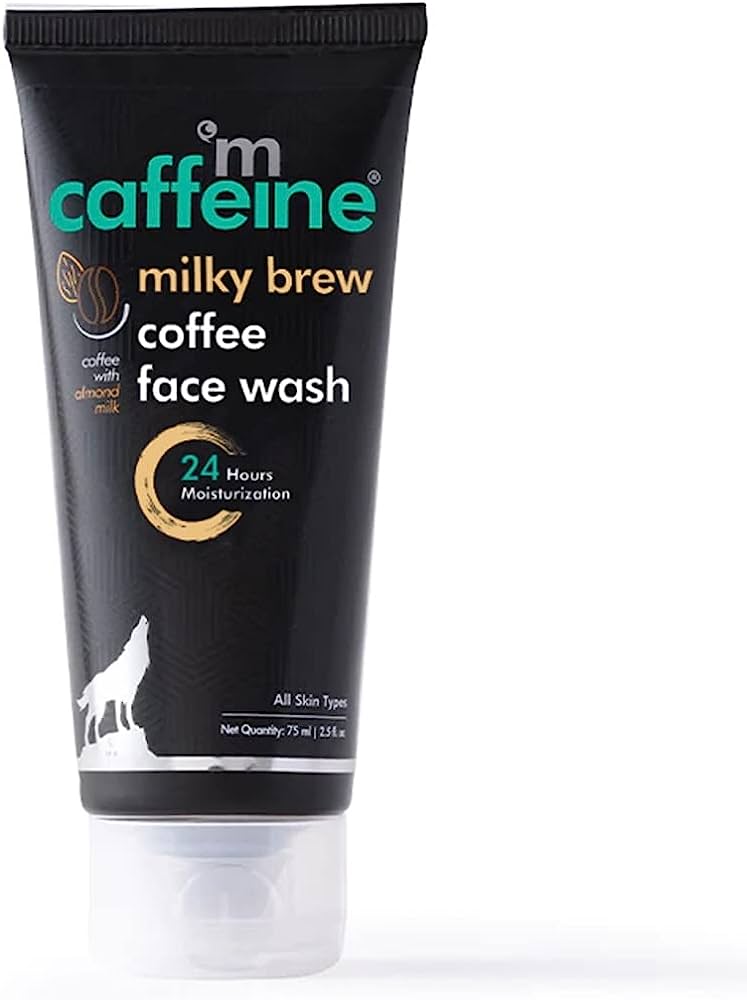 'm
caffeine®
milky brew
coffee
face wash
coffee
with
almond
milk
24 Hours
Moisturization
All Skin Types
Net Quantity: 75 ml | 2.5 fl. oz